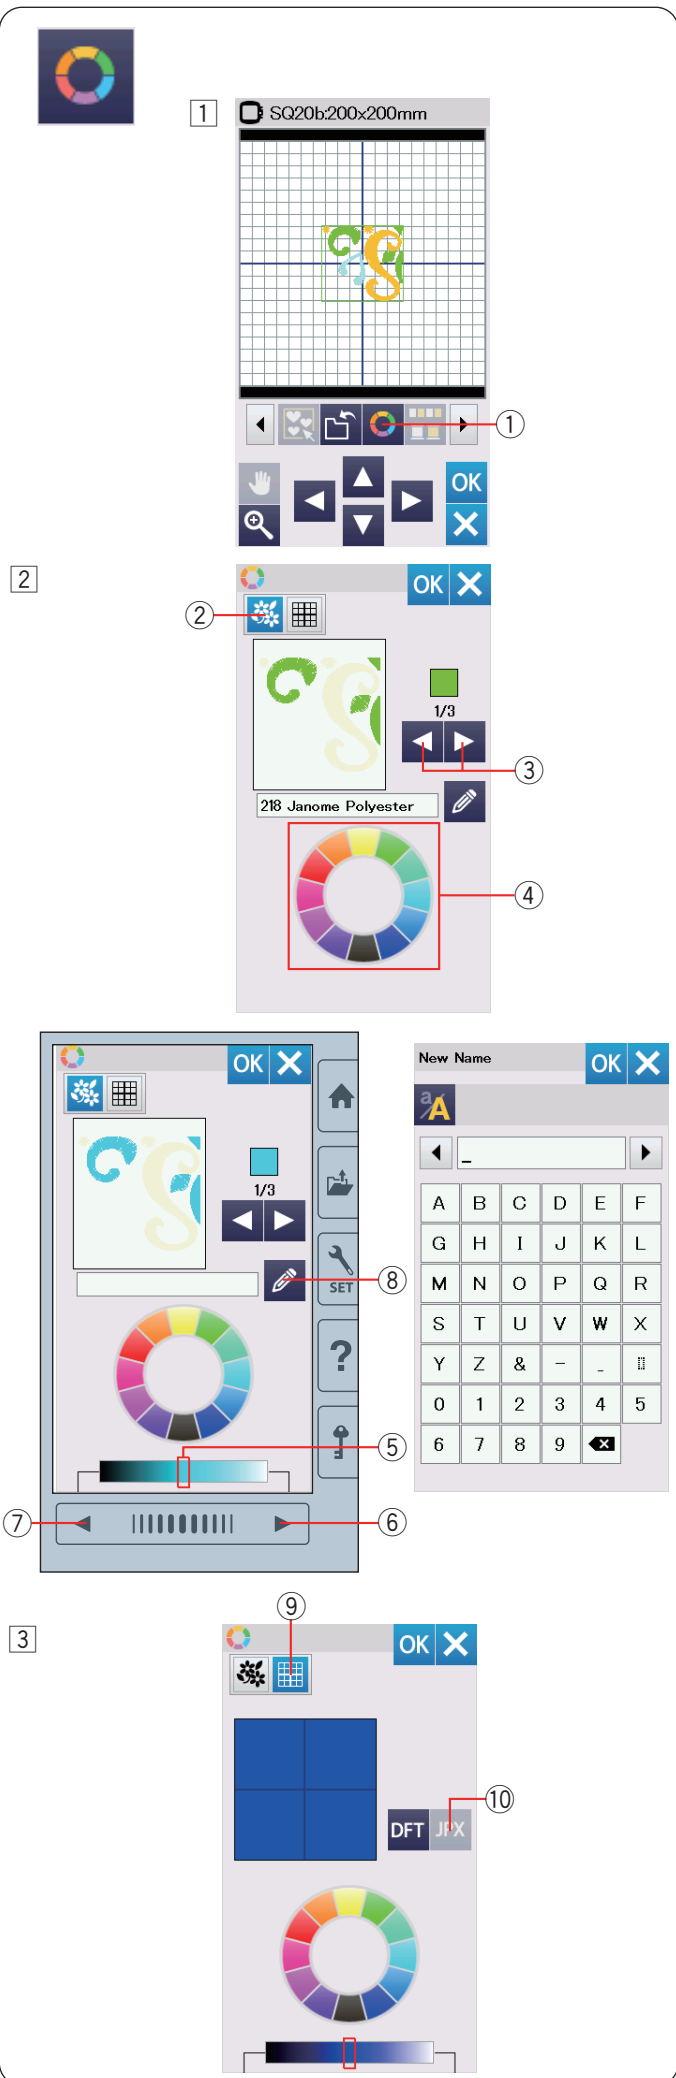 1
SQ20b:200x200mm
①
OK
2
OK
②
1/3
③
218 Janome Polyester
④
OK
1/3
SET
⑧
?
⑤
⑦
⑥
New Name
OK
a/A
_
A B C D E F
G H I J K L
M N O P Q R
S T U V W X
Y Z & - _
0 1 2 3 4 5
6 7 8 9
⑨
3
OK
⑩
DFT JPX